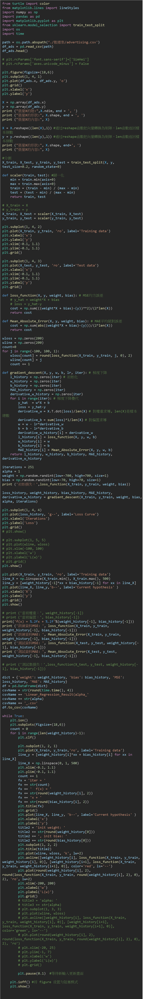 from turtle import color
from matplotlib.lines import lineStyles
import numpy as np
import pandas as pd
import matplotlib.pyplot as plt
from sklearn.model_selection import train_test_split
import os
import time
path = os.path.abspath('./數據集/advertising.csv')
df_ads = pd.read_csv(path)
df_ads.head()
# plt.rcParams['font.sans-serif']=['SimHei']
# plt.rcParams['axes.unicode_minus'] = False
plt.figure(figsize=(18,6))
plt.subplot(1, 4, 1)
plt.plot(df_ads.x, df_ads.y, 'o')
plt.grid()
plt.xlabel('x')
plt.ylabel('y')
X = np.array(df_ads.x)
y = np.array(df_ads.y)
print ("張量X的階:",X.ndim, end = ', ')
print ("張量X的形狀:", X.shape, end = ', ')
print ("張量X的內容:", X)
X = X.reshape((len(X),1)) #通过reshape函數把向量轉換為矩陣，len函數返回樣
本個數
y = y.reshape((len(y),1)) #通过reshape函數把向量轉換為矩陣，len函數返回樣
本個數
print ("張量X的形狀:", X.shape, end=', ')
print ("張量X的內容:", X)
#分割
X_train, X_test, y_train, y_test = train_test_split(X, y,
test_size=0.2, random_state=0)
def scaler(train, test): #歸一化
    min = train.min(axis=0)
    max = train.max(axis=0)
    train = (train - min) / (max - min)
    test = (test - min) / (max - min)
    return train, test
# X_train = X
# y_train = y
X_train, X_test = scaler(X_train, X_test)
y_train, y_test = scaler(y_train, y_test)
plt.subplot(1, 4, 2)
plt.plot(X_train, y_train, 'ro', label='Training data')
plt.xlabel('x')
plt.ylabel('y')
plt.xlim(-0.1, 1.1)
plt.ylim(-0.1, 1.1)
plt.grid()
plt.subplot(1, 4, 3)
plt.plot(X_test, y_test, 'ro', label='Test data')
plt.xlabel('x')
plt.xlim(-0.1, 1.1)
plt.ylim(-0.1, 1.1)
plt.ylabel('y')
plt.grid()
def loss_function(X, y, weight, bias): # MSE均方誤差
    # y_hat = weight*X + bias
    # loss = y_hat-y
    cost = np.sum(((weight*X + bias)-(y))**2)/(2*len(X))
    return cost
def Mean_Absolute_Error(X, y, weight, bias): # MAE平均絕對誤差
    cost = np.sum(abs((weight*X + bias)-(y)))/(2*len(X))
    return cost
wloss = np.zeros(200)
wline = np.zeros(200)
count=0
for j in range(-100, 100, 1):
    wloss[count] = round(loss_function(X_train, y_train, j, 0), 2)
    wline[count] = j
    count += 1
def gradient_descent(X, y, w, b, lr, iter): # 梯度下降
    l_history = np.zeros(iter) # 初始化
    w_history = np.zeros(iter)
    b_history = np.zeros(iter)
    MAE_history = np.zeros(iter)
    derivative_w_history = np.zeros(iter)
    for i in range(iter): # 梯度下降疊代
        y_hat  = w*X + b
        loss = y_hat-y
        derivative_w = X.T.dot(loss)/len(X) # 對權重求導, len(X)是樣本
總數
        derivative_b = sum(loss)*1/len(X) # 對偏置求導
        w = w - lr*derivative_w
        b = b - lr*derivative_b
        derivative_w_history[i] = derivative_w
        l_history[i] = loss_function(X, y, w, b)
        w_history[i] = w
        b_history[i] = b
        MAE_history[i] = Mean_Absolute_Error(X, y, w, b)
    return l_history, w_history, b_history, MAE_history,
derivative_w_history
iterations = 251
alpha = 1
weight = np.random.randint(low=-700, high=700, size=1)
bias = np.random.randint(low=-70, high=70, size=1)
print ('初始損失：',loss_function(X_train, y_train, weight, bias))
loss_history, weight_history, bias_history, MAE_history,
derivative_w_history = gradient_descent(X_train, y_train, weight, bias,
alpha, iterations)
plt.subplot(1, 4, 4)
plt.plot(loss_history, 'g--', label='Loss Curve')
plt.xlabel('Iterations')
plt.ylabel('Loss')
plt.grid()
# plt.show()
# plt.subplot(1, 5, 5)
# plt.plot(wline, wloss)
# plt.xlim(-100, 100)
# plt.xlabel('w')
# plt.ylabel('L(w)')
# plt.grid()
plt.show()
plt.plot(X_train, y_train, 'ro', label='Training data')
line_X = np.linspace(X_train.min(), X_train.max(), 500)
line_y = [weight_history[-1]*xx + bias_history[-1] for xx in line_X]
plt.plot(line_X, line_y,'b--', label='Current hypothesis' )
plt.xlabel('X')
plt.ylabel('y')
plt.grid()
plt.show()
# print ('當前權重：', weight_history[-1])
# print ('當前偏置：', bias_history[-1])
print('f(x) = %.2fx + %.2f'%(weight_history[-1], bias_history[-1]))
print ('訓練資料MSE: ', loss_function(X_train, y_train,
weight_history[-1], bias_history[-1]))
print ('訓練資料MAE: ', Mean_Absolute_Error(X_train, y_train,
weight_history[-1], bias_history[-1]))
print ('測試資料MSE: ', loss_function(X_test, y_test, weight_history[-
1], bias_history[-1]))
print ('測試資料MAE: ', Mean_Absolute_Error(X_test, y_test,
weight_history[-1], bias_history[-1]))
# print ('測試集損失：',loss_function(X_test, y_test, weight_history[-
1], bias_history[-1]))
dict = {'weight': weight_history, 'bias': bias_history, 'MSE':
loss_history, 'MAE': MAE_history}
df = pd.DataFrame(dict)
csvName = str(round(time.time(), 4))
csvName += 'Linear_Regression_Result(alpha_'
csvName += str(alpha)
csvName += '_.csv'
df.to_csv(csvName)
while True:
    plt.ion()
    plt.subplots(figsize=(18,6))
    count = 0
    for i in range(len(weight_history)-1):
        plt.clf()
        plt.subplot(1, 2, 1)
        plt.plot(X_train, y_train,'ro', label='Training data')
        line_y = [weight_history[i]*xx + bias_history[i] for xx in
line_X]
        line_X = np.linspace(0, 1, 500)
        plt.xlim(-0.1, 1.1)
        plt.ylim(-0.1, 1.1)
        count += 1
        fx = 'iter = '
        fx += str(count)
        fx += '  f(x) = '
        fx += str(round(weight_history[i], 2))
        fx += 'x + '
        fx += str(round(bias_history[i], 2))
        plt.title(fx)
        plt.grid()
        plt.plot(line_X, line_y, 'b--', label='Current hypothesis' )
        plt.xlabel('x')
        plt.ylabel('y')
        title2 = 'init weight: '
        title2 += str(round(weight_history[0]))
        title2 += ', init bias: '
        title2 += str(round(bias_history[0]))
        plt.subplot(1, 2, 2)
        plt.title(title2)
        plt.plot(wline, wloss, 'k', lw=2)
        plt.axline([weight_history[i], loss_function(X_train, y_train,
weight_history[i], 0)], [weight_history[i+1], loss_function(X_train,
y_train, weight_history[i+1], 0)], color='red', ls='--')
        plt.plot(round(weight_history[i], 2),
round(loss_function(X_train, y_train, round(weight_history[i], 2), 0),
2), 'ro', lw=2)
        plt.xlim(-200, 200)
        plt.xlabel('w')
        plt.ylabel('L(w)')
        plt.grid()
        # title3 = 'alpha: '
        # title3 += str(alpha)
        # plt.subplot(1, 3, 3)
        # plt.plot(wline, wloss)
        # plt.axline([weight_history[i], loss_function(X_train,
y_train, weight_history[i], 0)], [weight_history[i+1],
loss_function(X_train, y_train, weight_history[i+1], 0)],
color='green', ls='--')
        # plt.plot(round(weight_history[i], 2),
round(loss_function(X_train, y_train, round(weight_history[i], 2), 0),
2), 'ro')
        # plt.xlim(-20, 25)
        # plt.ylim(-1, 7)
        # plt.xlabel('w')
        # plt.ylabel('L(w)')
        # plt.grid()
        plt.pause(0.1)  #等待新輸入更新畫面
    plt.ioff() #将 figure 设置为阻塞模式
    plt.show()